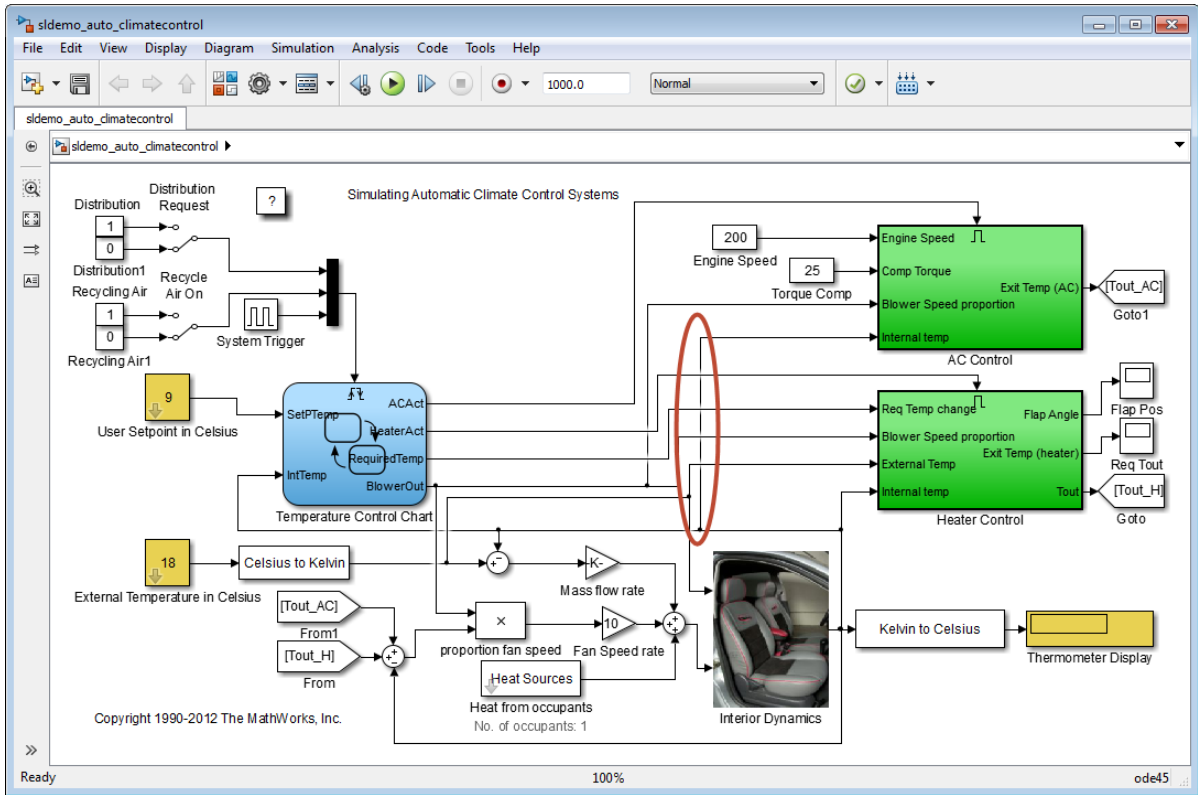 sldemo_auto_climatecontrol
File Edit View Display Diagram Simulation Analysis Code Tools Help
1000.0 Normal
sldemo_auto_climatecontrol
sldemo_auto_climatecontrol
Simulating Automatic Climate Control Systems
Distribution
Distribution
Request
?
1
0
Distribution1
Recycling Air
Recycle
Air On
1
0
Recycling Air1
System Trigger
200
Engine Speed
25
Torque Comp
Engine Speed
Comp Torque
Blower Speed proportion
Internal temp
Exit Temp (AC)
AC Control
[Tout_AC]
Goto1
9
User Setpoint in Celsius
SetPTemp
IntTemp
ACAct
HeaterAct
RequiredTemp
BlowerOut
Temperature Control Chart
Req Temp change
Blower Speed proportion
External Temp
Internal temp
Flap Angle
Exit Temp (heater)
Tout
Heater Control
Flap Pos
Req Tout
[Tout_H]
Goto
18
External Temperature in Celsius
Celsius to Kelvin
+
-
-K-
Mass flow rate
[Tout_AC]
From1
[Tout_H]
From
+
-
×
proportion fan speed
10
Fan Speed rate
+
+
+
Heat Sources
Heat from occupants
No. of occupants: 1
Interior Dynamics
Kelvin to Celsius
Thermometer Display
Copyright 1990-2012 The MathWorks, Inc.
Ready 100% ode45